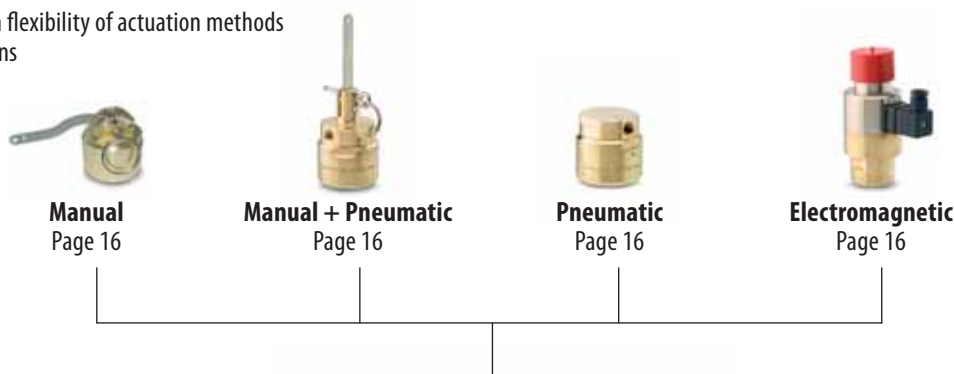 flexibility of actuation methods
ns
Manual
Page 16
Manual + Pneumatic
Page 16
Pneumatic
Page 16
Electromagnetic
Page 16